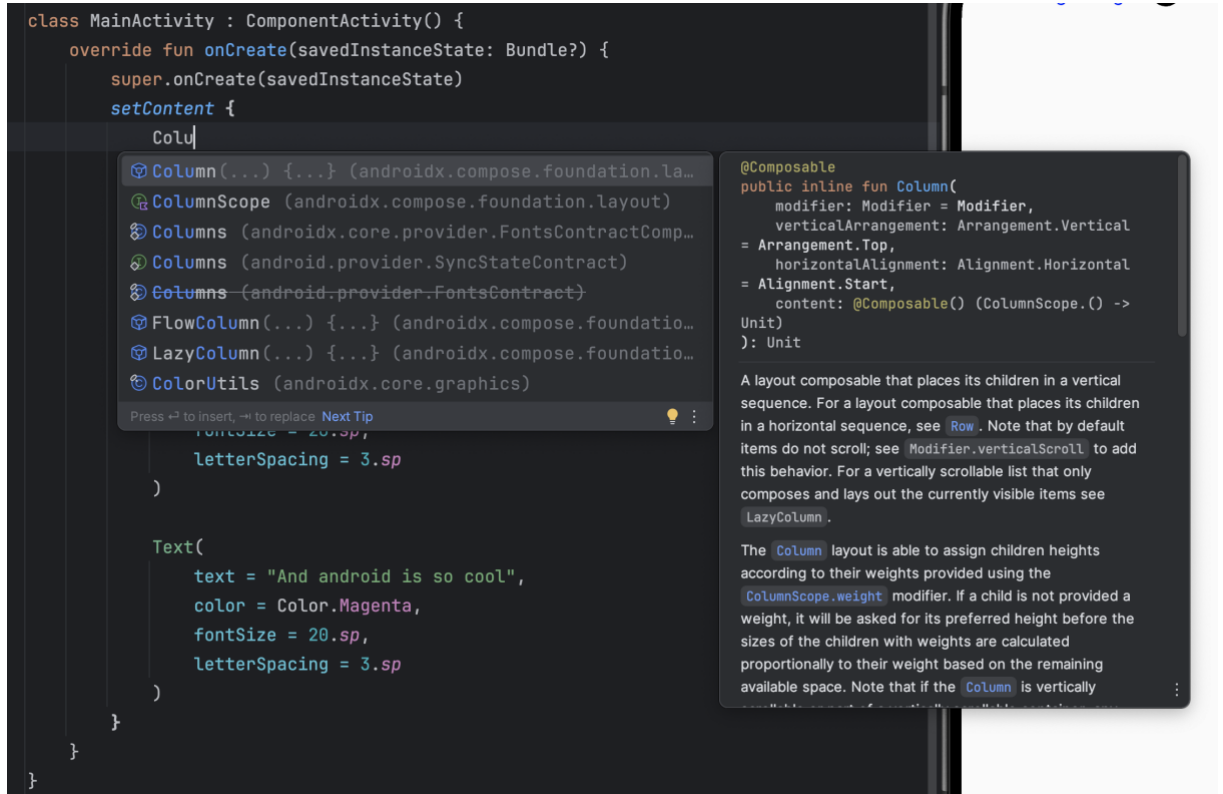 class MainActivity : ComponentActivity() {
override fun onCreate(savedInstanceState: Bundle?) {
super.onCreate(savedInstanceState)
setContent {
Colu
Column(...) {...} (androidx.compose.foundation.la…
ColumnScope (androidx.compose.foundation.layout)
Columns (androidx.core.provider.FontsContractComp…
Columns (android.provider.SyncStateContract)
Columns (android.provider.FontsContract)
FlowColumn(...) {...} (androidx.compose.foundatio…
LazyColumn(...) {...} (androidx.compose.foundatio…
ColorUtils (androidx.core.graphics)
Press ↵ to insert, ⇥ to replace Next Tip
fontSize = 20.sp,
letterSpacing = 3.sp
)
Text(
text = "And android is so cool",
color = Color.Magenta,
fontSize = 20.sp,
letterSpacing = 3.sp
)
}
}
}
@Composable
public inline fun Column(
modifier: Modifier = Modifier,
verticalArrangement: Arrangement.Vertical
= Arrangement.Top,
horizontalAlignment: Alignment.Horizontal
= Alignment.Start,
content: @Composable() (ColumnScope.() ->
Unit)
): Unit
A layout composable that places its children in a vertical
sequence. For a layout composable that places its children
in a horizontal sequence, see Row. Note that by default
items do not scroll; see Modifier.verticalScroll to add
this behavior. For a vertically scrollable list that only
composes and lays out the currently visible items see
LazyColumn.
The Column layout is able to assign children heights
according to their weights provided using the
ColumnScope.weight modifier. If a child is not provided a
weight, it will be asked for its preferred height before the
sizes of the children with weights are calculated
proportionally to their weight based on the remaining
available space. Note that if the Column is vertically